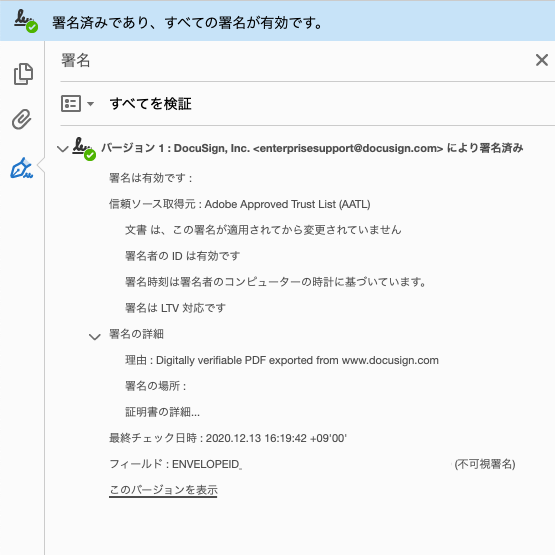 署名済みであり、すべての署名が有効です。
署名
すべてを検証
バージョン 1 : DocuSign, Inc. <enterprisesupport@docusign.com> により署名済み
署名は有効です :
信頼ソース取得元 : Adobe Approved Trust List (AATL)
文書 は、この署名が適用されてから変更されていません
署名者の ID は有効です
署名時刻は署名者のコンピューターの時計に基づいています。
署名は LTV 対応です
署名の詳細
理由 : Digitally verifiable PDF exported from www.docusign.com
署名の場所 :
証明書の詳細...
最終チェック日時 : 2020.12.13 16:19:42 +09'00'
フィールド : ENVELOPEID_ (不可視署名)
このバージョンを表示